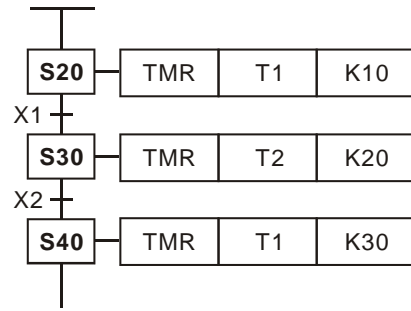 S20 TMR T1 K10
X1
S30 TMR T2 K20
X2
S40 TMR T1 K30